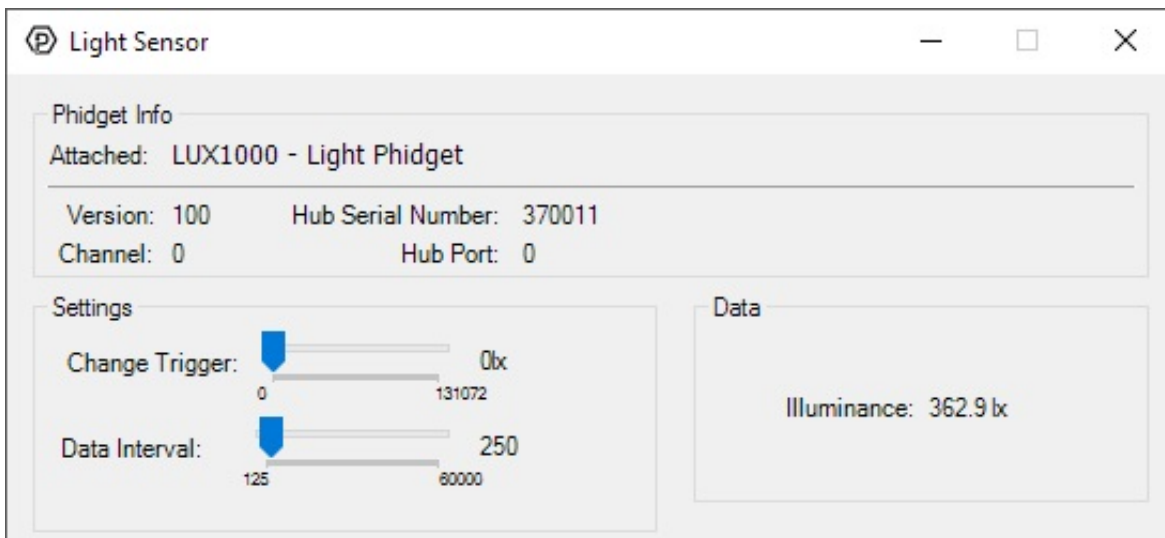 Light Sensor
Phidget Info
Attached: LUX1000 - Light Phidget
Version: 100 Hub Serial Number: 370011
Channel: 0 Hub Port: 0
Settings
Change Trigger: 0lx
0 131072
Data Interval: 250
125 60000
Data
Illuminance: 362.9 lx